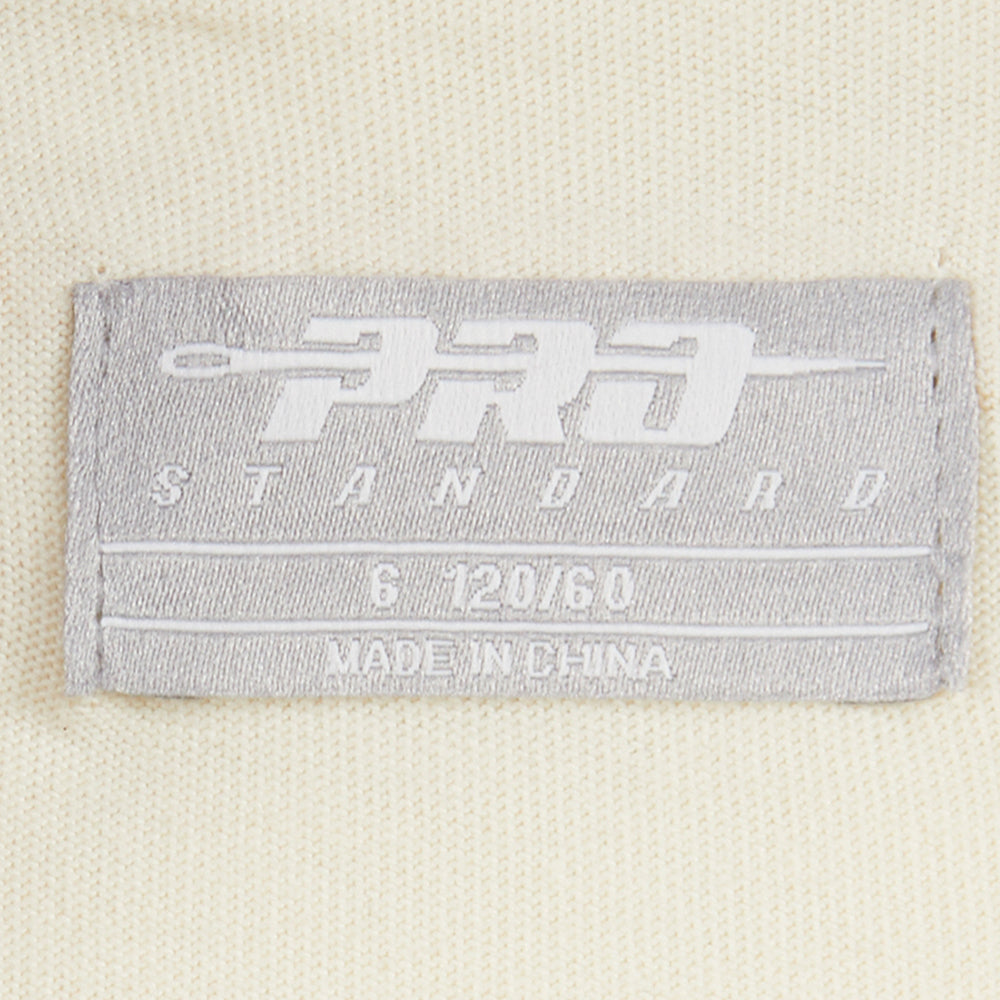 PRO
STANDARD
6 120/60
MADE IN CHINA